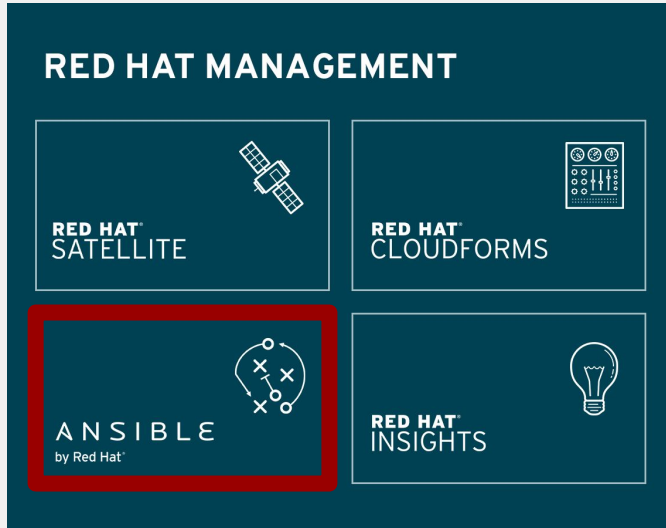 RED HAT MANAGEMENT
RED HAT®
SATELLITE
RED HAT®
CLOUDFORMS
ANSIBLE
by Red Hat®
RED HAT®
INSIGHTS